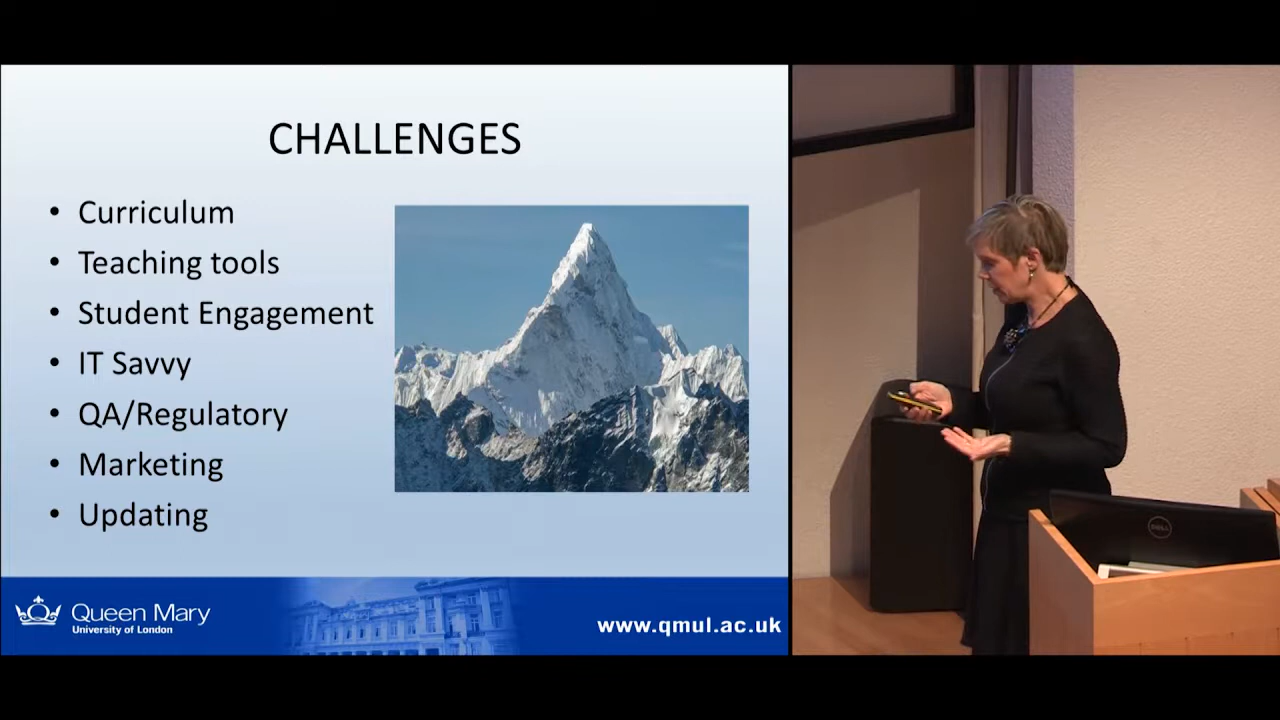 CHALLENGES
• Curriculum
• Teaching tools
• Student Engagement
• IT Savvy
• QA/Regulatory
• Marketing
• Updating
Queen Mary
University of London
www.qmul.ac.uk
DELL